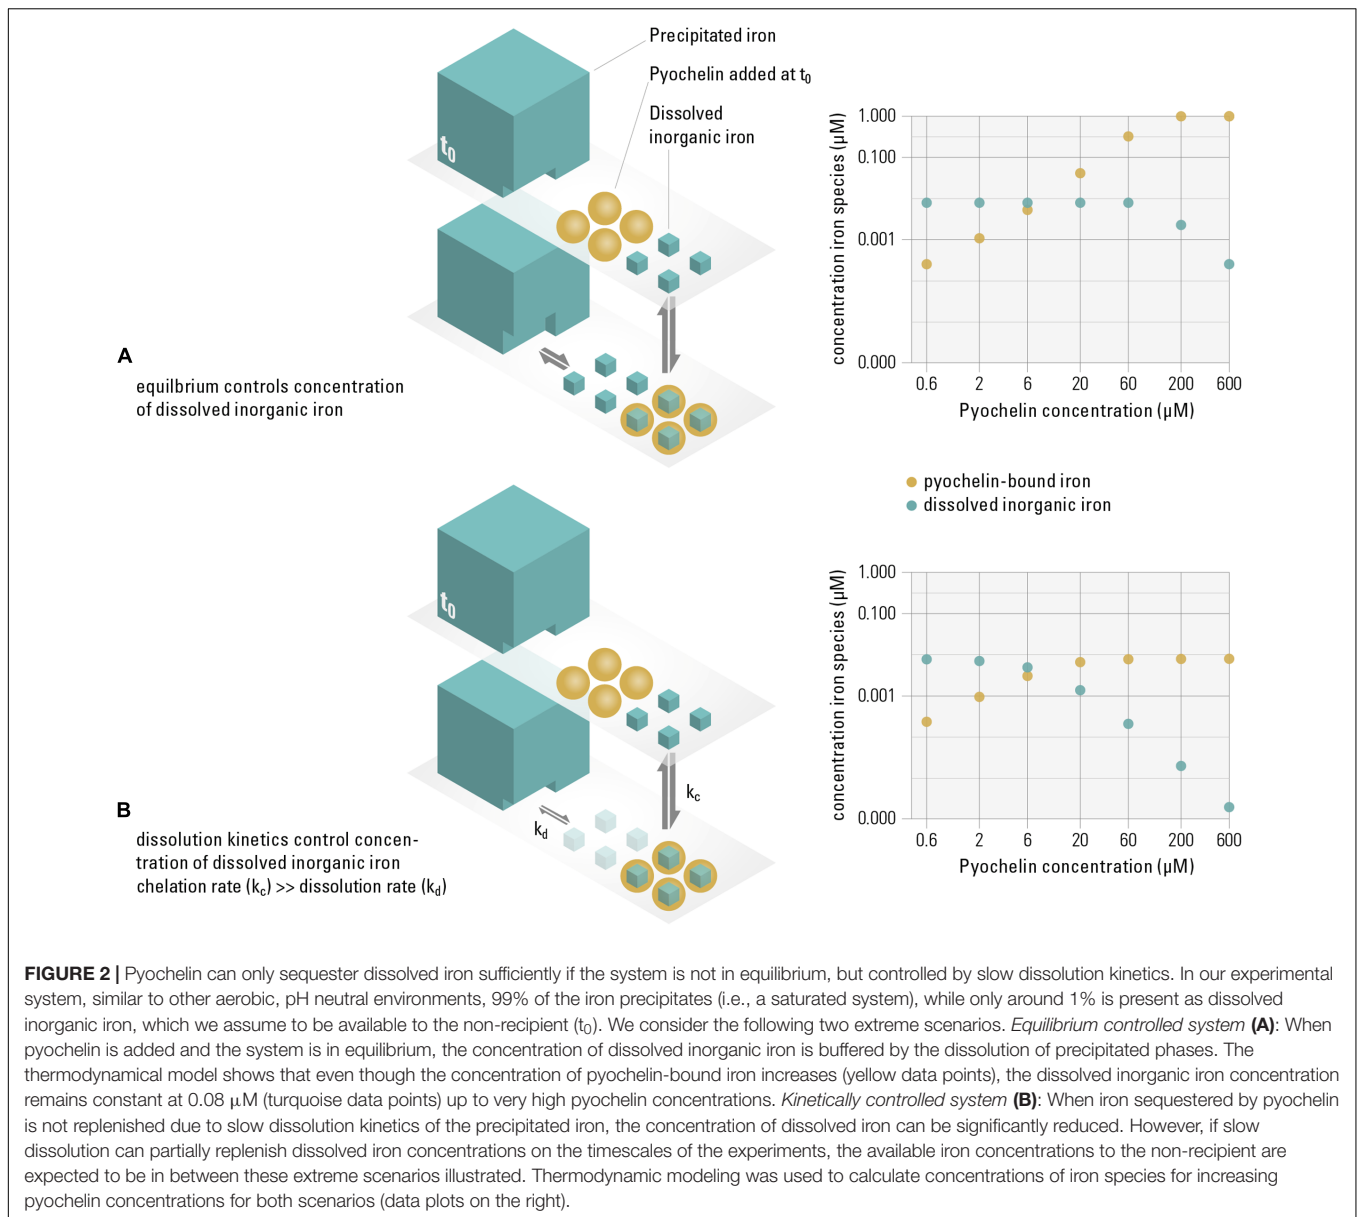 Precipitated iron
Pyochelin added at t0
Dissolved
inorganic iron
t0
A
equilbrium controls concentration
of dissolved inorganic iron
concentration iron species (µM)
1.000
0.100
0.001
0.000
0.6 2 6 20 60 200 600
Pyochelin concentration (µM)
pyochelin-bound iron
dissolved inorganic iron
t0
kc
kd
B
dissolution kinetics control concen-
tration of dissolved inorganic iron
chelation rate (kc) >> dissolution rate (kd)
concentration iron species (µM)
1.000
0.100
0.001
0.000
0.6 2 6 20 60 200 600
Pyochelin concentration (µM)
FIGURE 2 | Pyochelin can only sequester dissolved iron sufficiently if the system is not in equilibrium, but controlled by slow dissolution kinetics. In our experimental
system, similar to other aerobic, pH neutral environments, 99% of the iron precipitates (i.e., a saturated system), while only around 1% is present as dissolved
inorganic iron, which we assume to be available to the non-recipient (t0). We consider the following two extreme scenarios. Equilibrium controlled system (A): When
pyochelin is added and the system is in equilibrium, the concentration of dissolved inorganic iron is buffered by the dissolution of precipitated phases. The
thermodynamical model shows that even though the concentration of pyochelin-bound iron increases (yellow data points), the dissolved inorganic iron concentration
remains constant at 0.08 µM (turquoise data points) up to very high pyochelin concentrations. Kinetically controlled system (B): When iron sequestered by pyochelin
is not replenished due to slow dissolution kinetics of the precipitated iron, the concentration of dissolved iron can be significantly reduced. However, if slow
dissolution can partially replenish dissolved iron concentrations on the timescales of the experiments, the available iron concentrations to the non-recipient are
expected to be in between these extreme scenarios illustrated. Thermodynamic modeling was used to calculate concentrations of iron species for increasing
pyochelin concentrations for both scenarios (data plots on the right).